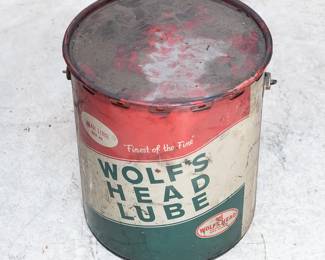 "Finest of the Fine"
WOLF'S
HEAD
LUBE
WOLF'S HEAD